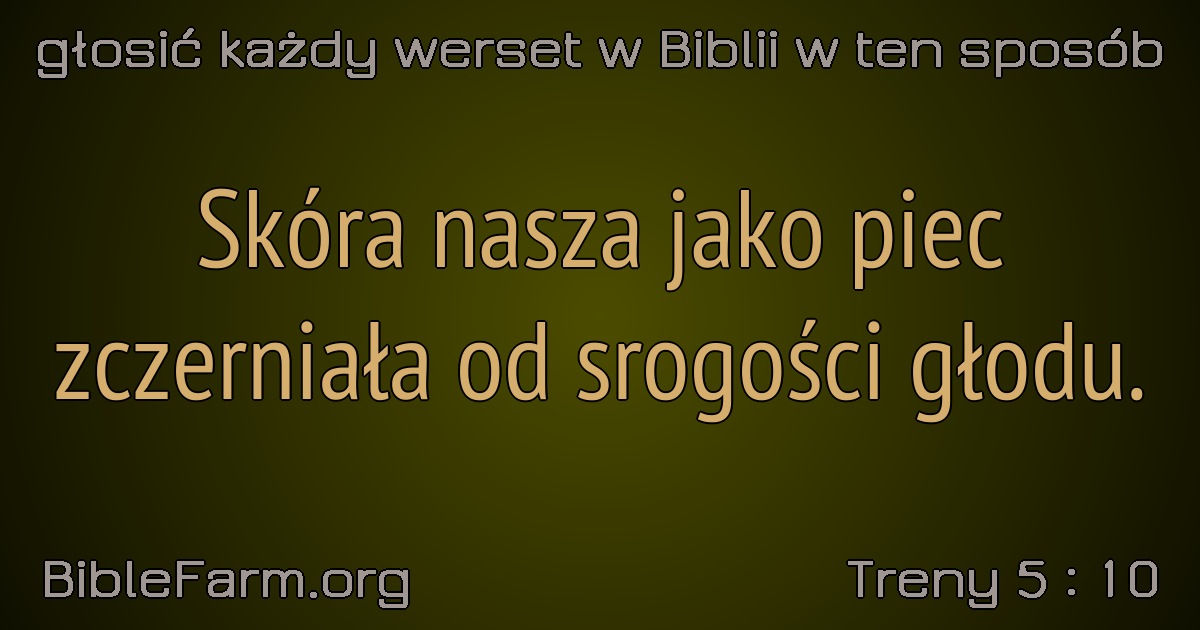 głosić każdy werset w Biblii w ten sposób
Skóra nasza jako piec
zczerniała od srogości głodu.
BibleFarm.org
Treny 5 : 10